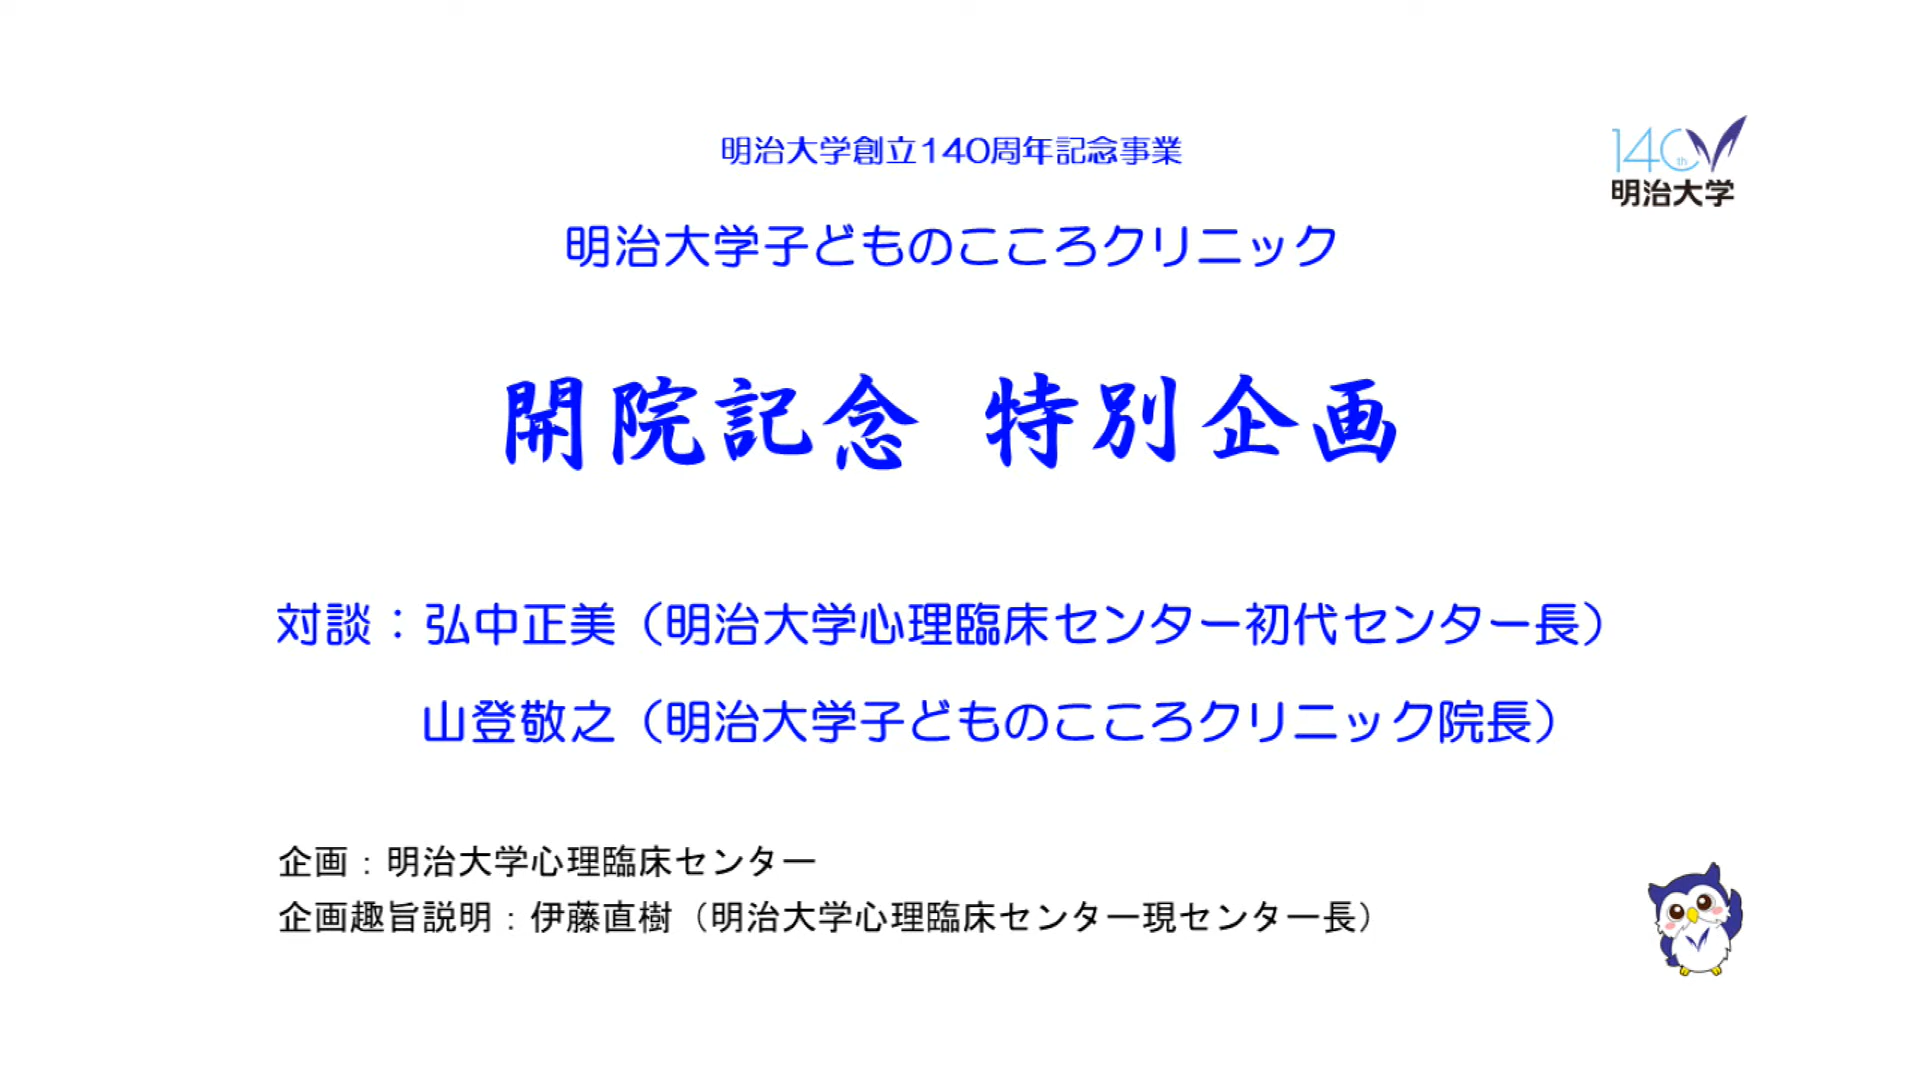 明治大学創立140周年記念事業
140th
明治大学
明治大学子どものこころクリニック
開院記念 特別企画
対談：弘中正美（明治大学心理臨床センター初代センター長）
山登敬之（明治大学子どものこころクリニック院長）
企画：明治大学心理臨床センター
企画趣旨説明：伊藤直樹（明治大学心理臨床センター現センター長）